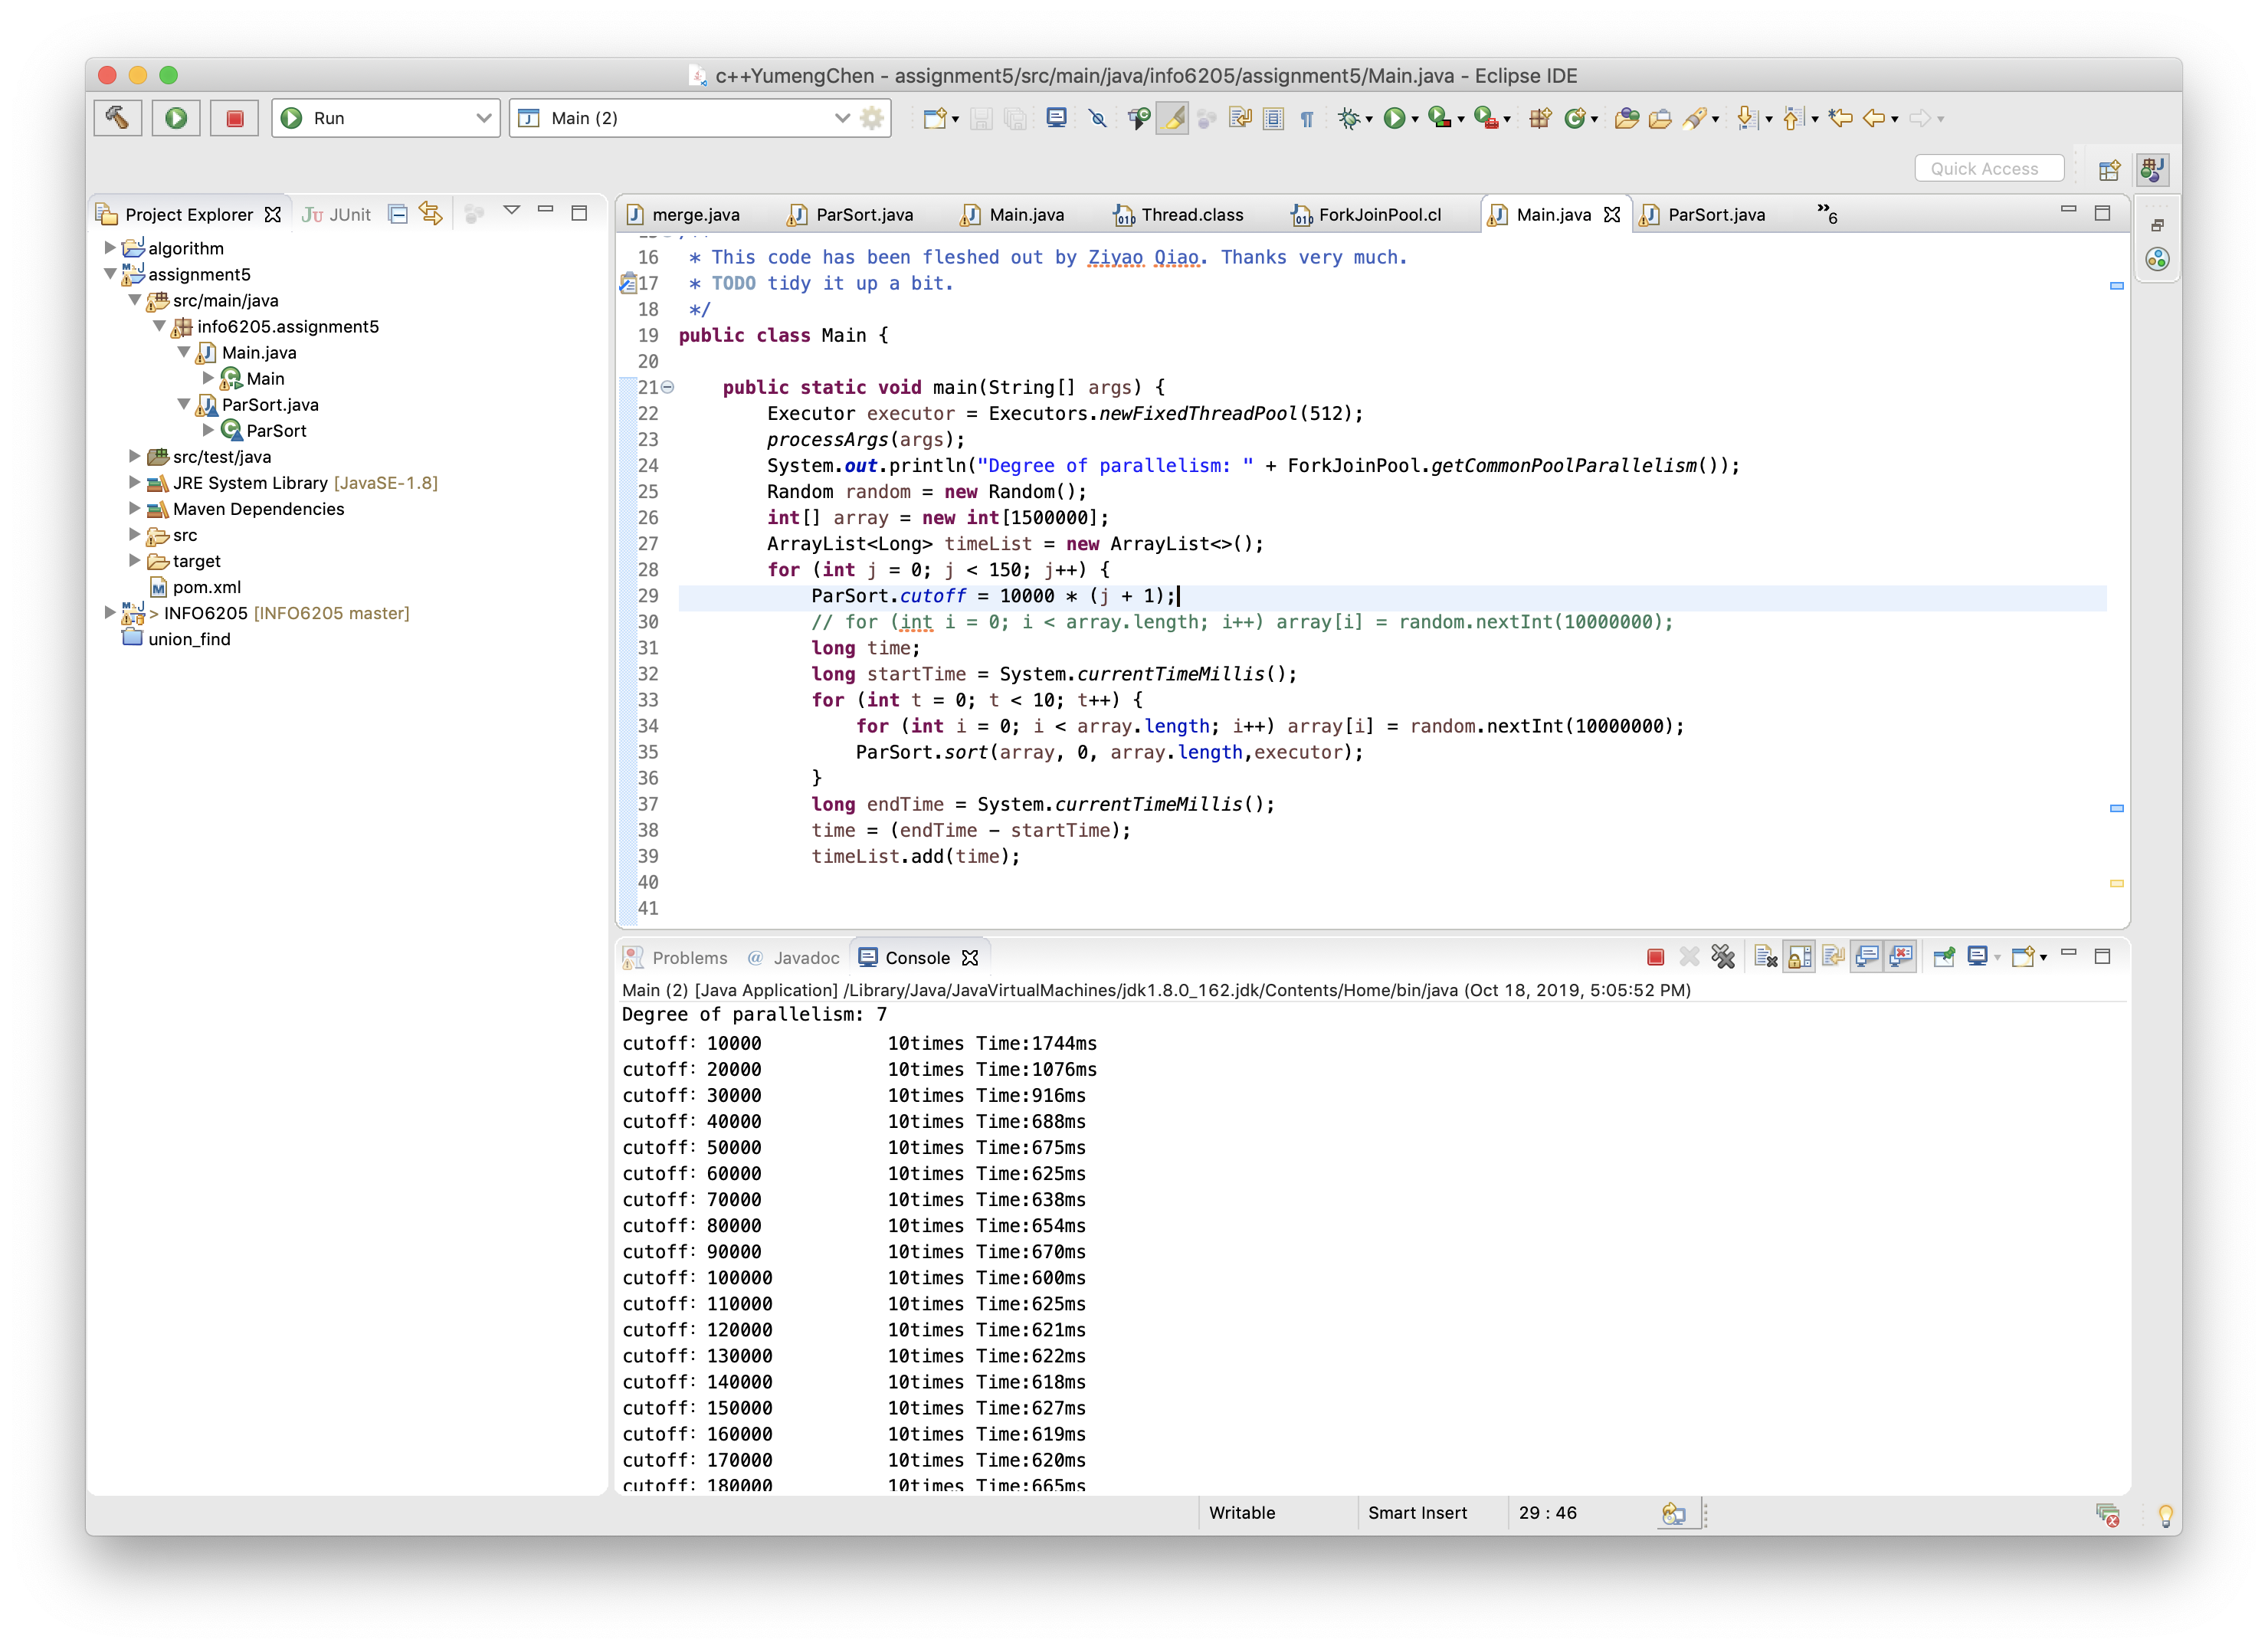 c++YumengChen - assignment5/src/main/java/info6205/assignment5/Main.java - Eclipse IDE
Run
Main (2)
Quick Access
Project Explorer
JUnit
algorithm
assignment5
src/main/java
info6205.assignment5
Main.java
Main
ParSort.java
ParSort
src/test/java
JRE System Library [JavaSE-1.8]
Maven Dependencies
src
target
pom.xml
> INFO6205 [INFO6205 master]
union_find
merge.java
ParSort.java
Main.java
Thread.class
ForkJoinPool.cl
Main.java
ParSort.java
»6
16 * This code has been fleshed out by Ziyao Qiao. Thanks very much.
17 * TODO tidy it up a bit.
18 */
19 public class Main {
20
21 public static void main(String[] args) {
22 Executor executor = Executors.newFixedThreadPool(512);
23 processArgs(args);
24 System.out.println("Degree of parallelism: " + ForkJoinPool.getCommonPoolParallelism());
25 Random random = new Random();
26 int[] array = new int[1500000];
27 ArrayList<Long> timeList = new ArrayList<>();
28 for (int j = 0; j < 150; j++) {
29 ParSort.cutoff = 10000 * (j + 1);
30 // for (int i = 0; i < array.length; i++) array[i] = random.nextInt(10000000);
31 long time;
32 long startTime = System.currentTimeMillis();
33 for (int t = 0; t < 10; t++) {
34 for (int i = 0; i < array.length; i++) array[i] = random.nextInt(10000000);
35 ParSort.sort(array, 0, array.length,executor);
36 }
37 long endTime = System.currentTimeMillis();
38 time = (endTime - startTime);
39 timeList.add(time);
40
41
Problems
@ Javadoc
Console
Main (2) [Java Application] /Library/Java/JavaVirtualMachines/jdk1.8.0_162.jdk/Contents/Home/bin/java (Oct 18, 2019, 5:05:52 PM)
Degree of parallelism: 7
cutoff: 10000 10times Time:1744ms
cutoff: 20000 10times Time:1076ms
cutoff: 30000 10times Time:916ms
cutoff: 40000 10times Time:688ms
cutoff: 50000 10times Time:675ms
cutoff: 60000 10times Time:625ms
cutoff: 70000 10times Time:638ms
cutoff: 80000 10times Time:654ms
cutoff: 90000 10times Time:670ms
cutoff: 100000 10times Time:600ms
cutoff: 110000 10times Time:625ms
cutoff: 120000 10times Time:621ms
cutoff: 130000 10times Time:622ms
cutoff: 140000 10times Time:618ms
cutoff: 150000 10times Time:627ms
cutoff: 160000 10times Time:619ms
cutoff: 170000 10times Time:620ms
cutoff: 180000 10times Time:665ms
Writable
Smart Insert
29 : 46